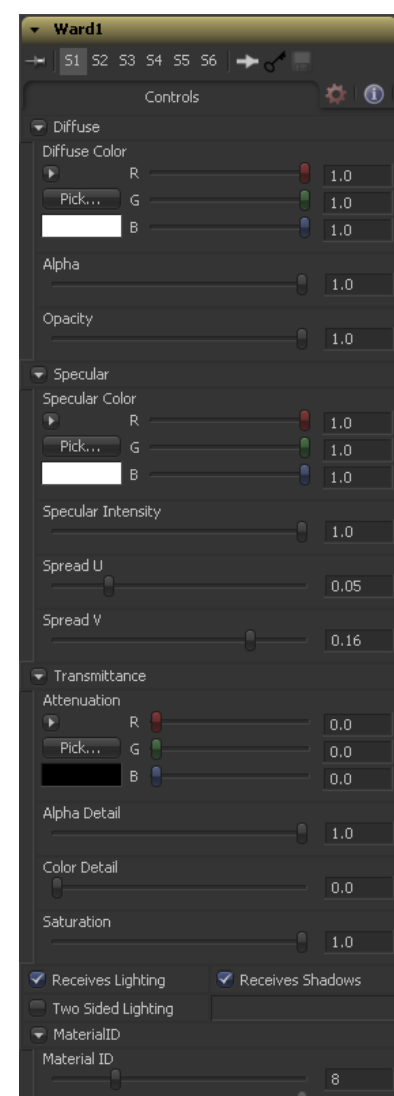 Ward1
S1 S2 S3 S4 S5 S6
Controls
Diffuse
Diffuse Color
R 1.0
Pick... G 1.0
B 1.0
Alpha
1.0
Opacity
1.0
Specular
Specular Color
R 1.0
Pick... G 1.0
B 1.0
Specular Intensity
1.0
Spread U
0.05
Spread V
0.16
Transmittance
Attenuation
R 0.0
Pick... G 0.0
B 0.0
Alpha Detail
1.0
Color Detail
0.0
Saturation
1.0
Receives Lighting Receives Shadows
Two Sided Lighting
MaterialID
Material ID
8